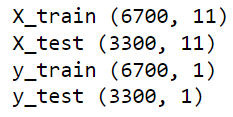 X_train (6700, 11)
X_test (3300, 11)
y_train (6700, 1)
y_test (3300, 1)